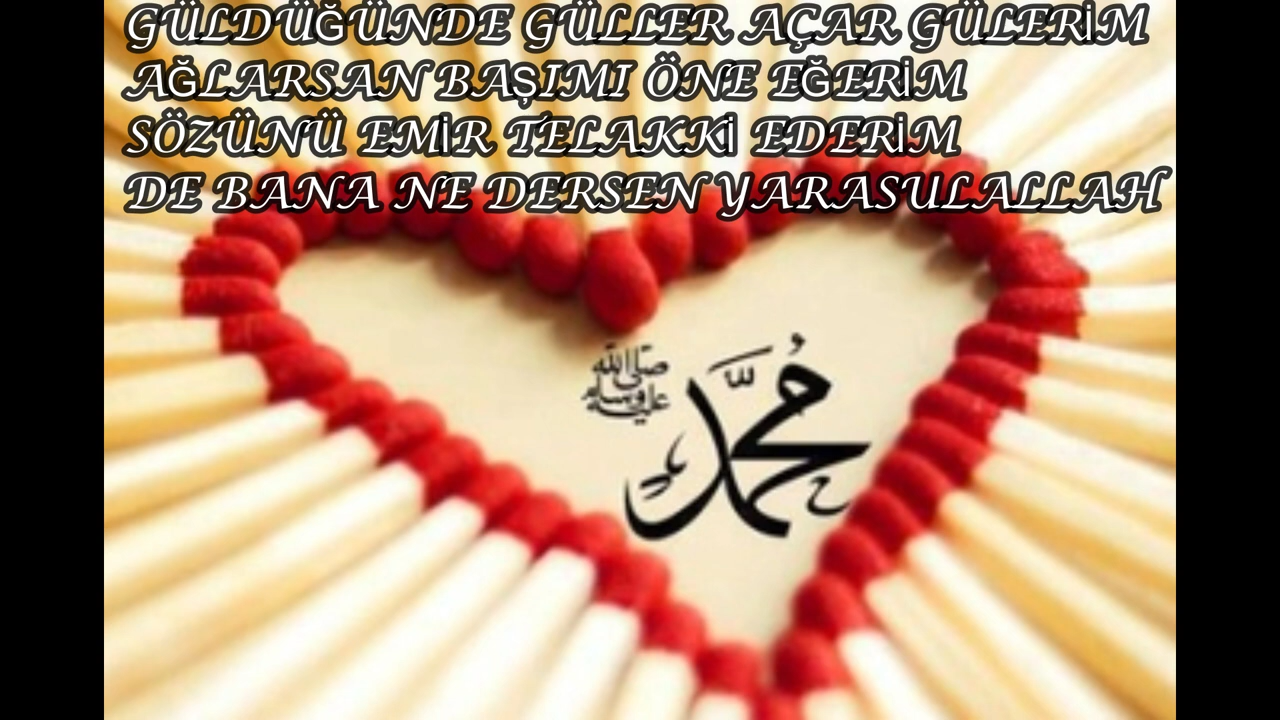 GÜLDÜĞÜNDE GÜLLER AÇAR GÜLERİM
AĞLARSAN BAŞIMI ÖNE EĞERİM
SÖZÜNÜ EMİR TELAKKİ EDERİM
DE BANA NE DERSEN YARASULALLAH
صلى الله
عليه وسلم
محمد